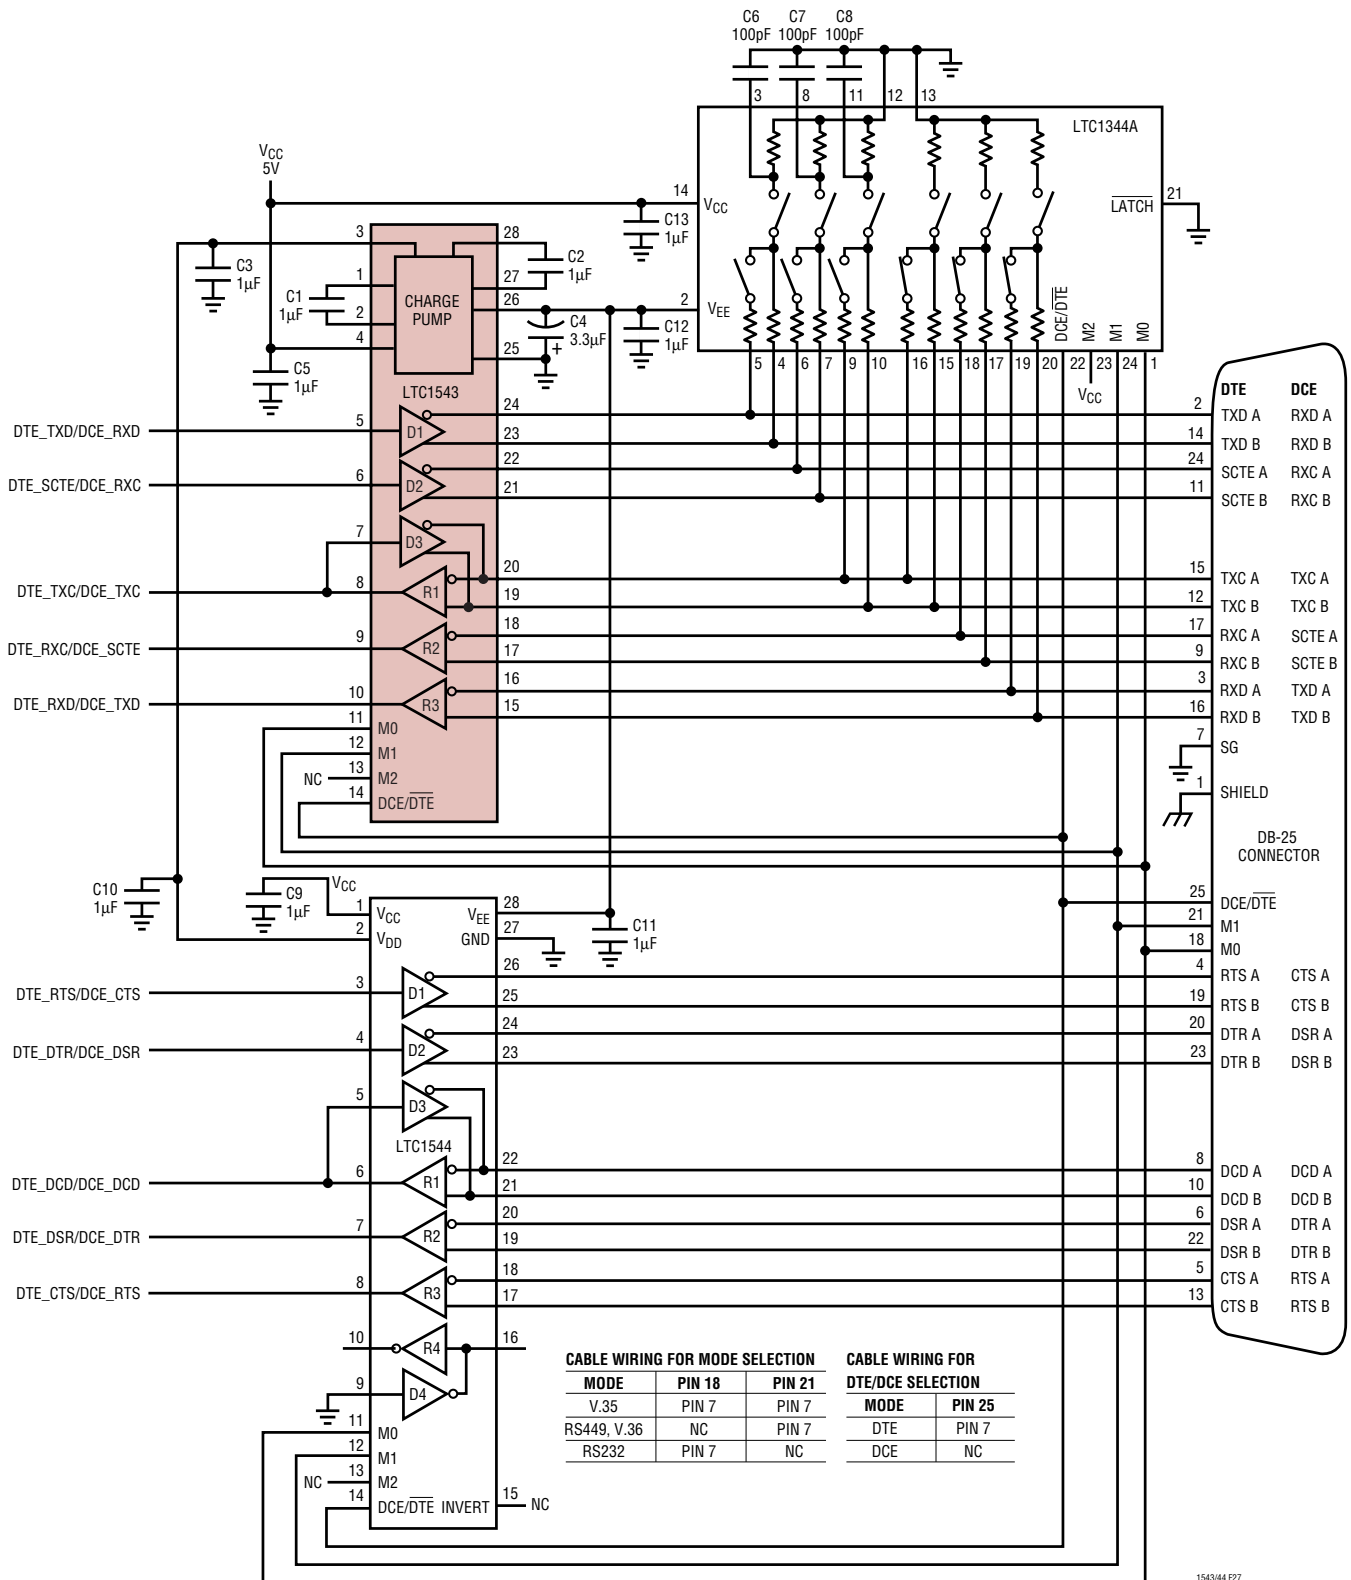 C6 C7 C8
100pF 100pF 100pF
3 8 11 12 13
LTC1344A
VCC
5V
14
VCC
21
LATCH
C13
1µF
3
28
C3
1µF
C2
1µF
1
27
C1
1µF
CHARGE
PUMP
26
2
VEE
2
C4
3.3µF
+
C12
1µF
DCE/DTE
M2
M1
M0
4
25
C5
1µF
5 4 6 7 9 10 16 15 18 17 19 20 22 23 24 1
VCC
LTC1543
DTE DCE
24
2
TXD A RXD A
DTE_TXD/DCE_RXD
5
D1
23
14
TXD B RXD B
22
24
SCTE A RXC A
DTE_SCTE/DCE_RXC
6
D2
21
11
SCTE B RXC B
7
D3
20
15
TXC A TXC A
DTE_TXC/DCE_TXC
8
R1
19
12
TXC B TXC B
18
17
RXC A SCTE A
DTE_RXC/DCE_SCTE
9
R2
17
9
RXC B SCTE B
16
3
RXD A TXD A
DTE_RXD/DCE_TXD
10
R3
15
16
RXD B TXD B
11
M0
7
SG
12
M1
NC
13
M2
14
DCE/DTE
1
SHIELD
DB-25
CONNECTOR
C10
1µF
C9
1µF
VCC
1
VCC
VEE
28
25
DCE/DTE
2
VDD
GND
27
C11
1µF
21
M1
18
M0
26
4
RTS A CTS A
DTE_RTS/DCE_CTS
3
D1
25
19
RTS B CTS B
24
20
DTR A DSR A
DTE_DTR/DCE_DSR
4
D2
23
23
DTR B DSR B
5
D3
LTC1544
22
8
DCD A DCD A
DTE_DCD/DCE_DCD
6
R1
21
10
DCD B DCD B
20
6
DSR A DTR A
DTE_DSR/DCE_DTR
7
R2
19
22
DSR B DTR B
18
5
CTS A RTS A
DTE_CTS/DCE_RTS
8
R3
17
13
CTS B RTS B
10
R4
16
9
D4
11
M0
12
M1
NC
13
M2
14
DCE/DTE INVERT
15
NC
CABLE WIRING FOR MODE SELECTION
MODE PIN 18 PIN 21
V.35 PIN 7 PIN 7
RS449, V.36 NC PIN 7
RS232 PIN 7 NC
CABLE WIRING FOR
DTE/DCE SELECTION
MODE PIN 25
DTE PIN 7
DCE NC
1543/44 F27